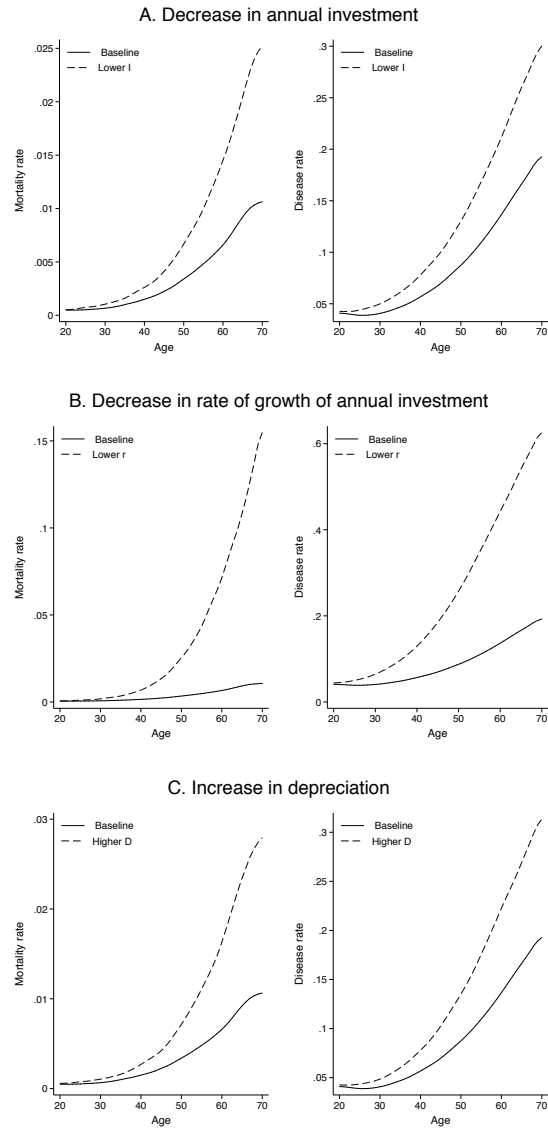 A. Decrease in annual investment
Baseline
Lower I
Mortality rate
.025
.02
.015
.01
.005
0
20 30 40 50 60 70
Age
Baseline
Lower I
Disease rate
.3
.25
.2
.15
.1
.05
20 30 40 50 60 70
Age
B. Decrease in rate of growth of annual investment
Baseline
Lower r
Mortality rate
.15
.1
.05
0
20 30 40 50 60 70
Age
Baseline
Lower r
Disease rate
.6
.4
.2
0
20 30 40 50 60 70
Age
C. Increase in depreciation
Baseline
Higher D
Mortality rate
.03
.02
.01
0
20 30 40 50 60 70
Age
Baseline
Higher D
Disease rate
.3
.25
.2
.15
.1
.05
20 30 40 50 60 70
Age